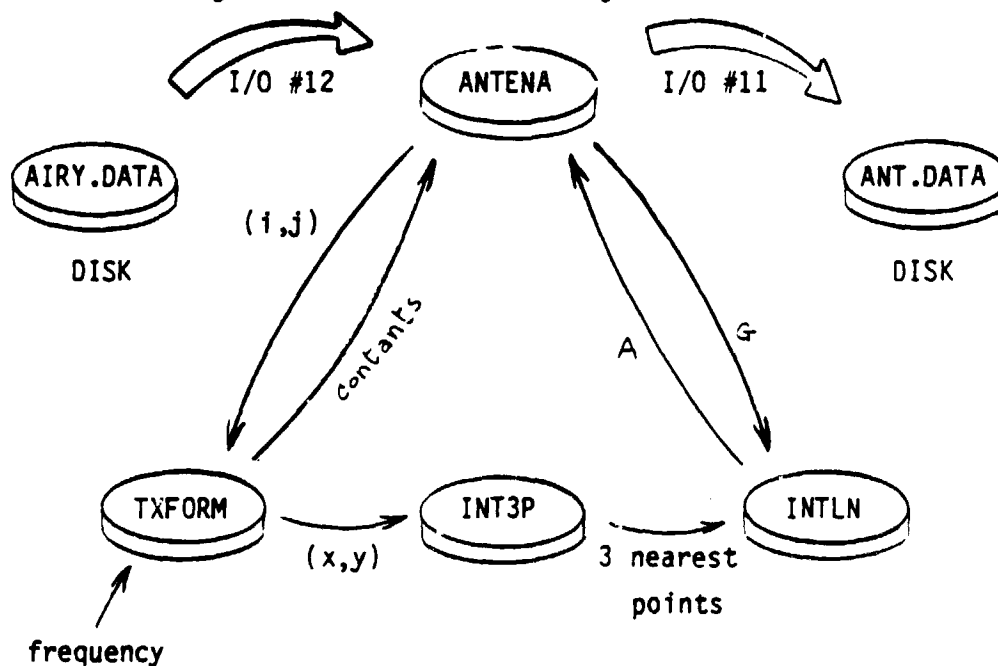 I/O #12
ANTENA
I/O #11
AIRY.DATA
ANT.DATA
DISK
(i,j)
DISK
contants
A
G
TXFORM
INT3P
INTLN
(x,y)
3 nearest
points
frequency